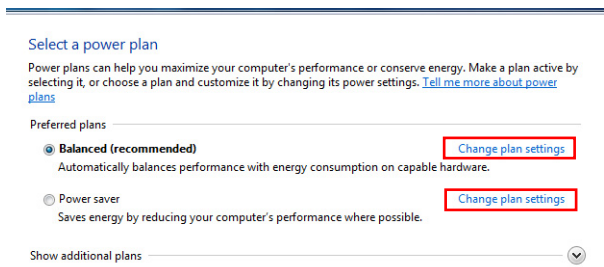 Select a power plan
Power plans can help you maximize your computer's performance or conserve energy. Make a plan active by
selecting it, or choose a plan and customize it by changing its power settings. Tell me more about power
plans
Preferred plans
Balanced (recommended) Change plan settings
Automatically balances performance with energy consumption on capable hardware.
Power saver Change plan settings
Saves energy by reducing your computer's performance where possible.
Show additional plans